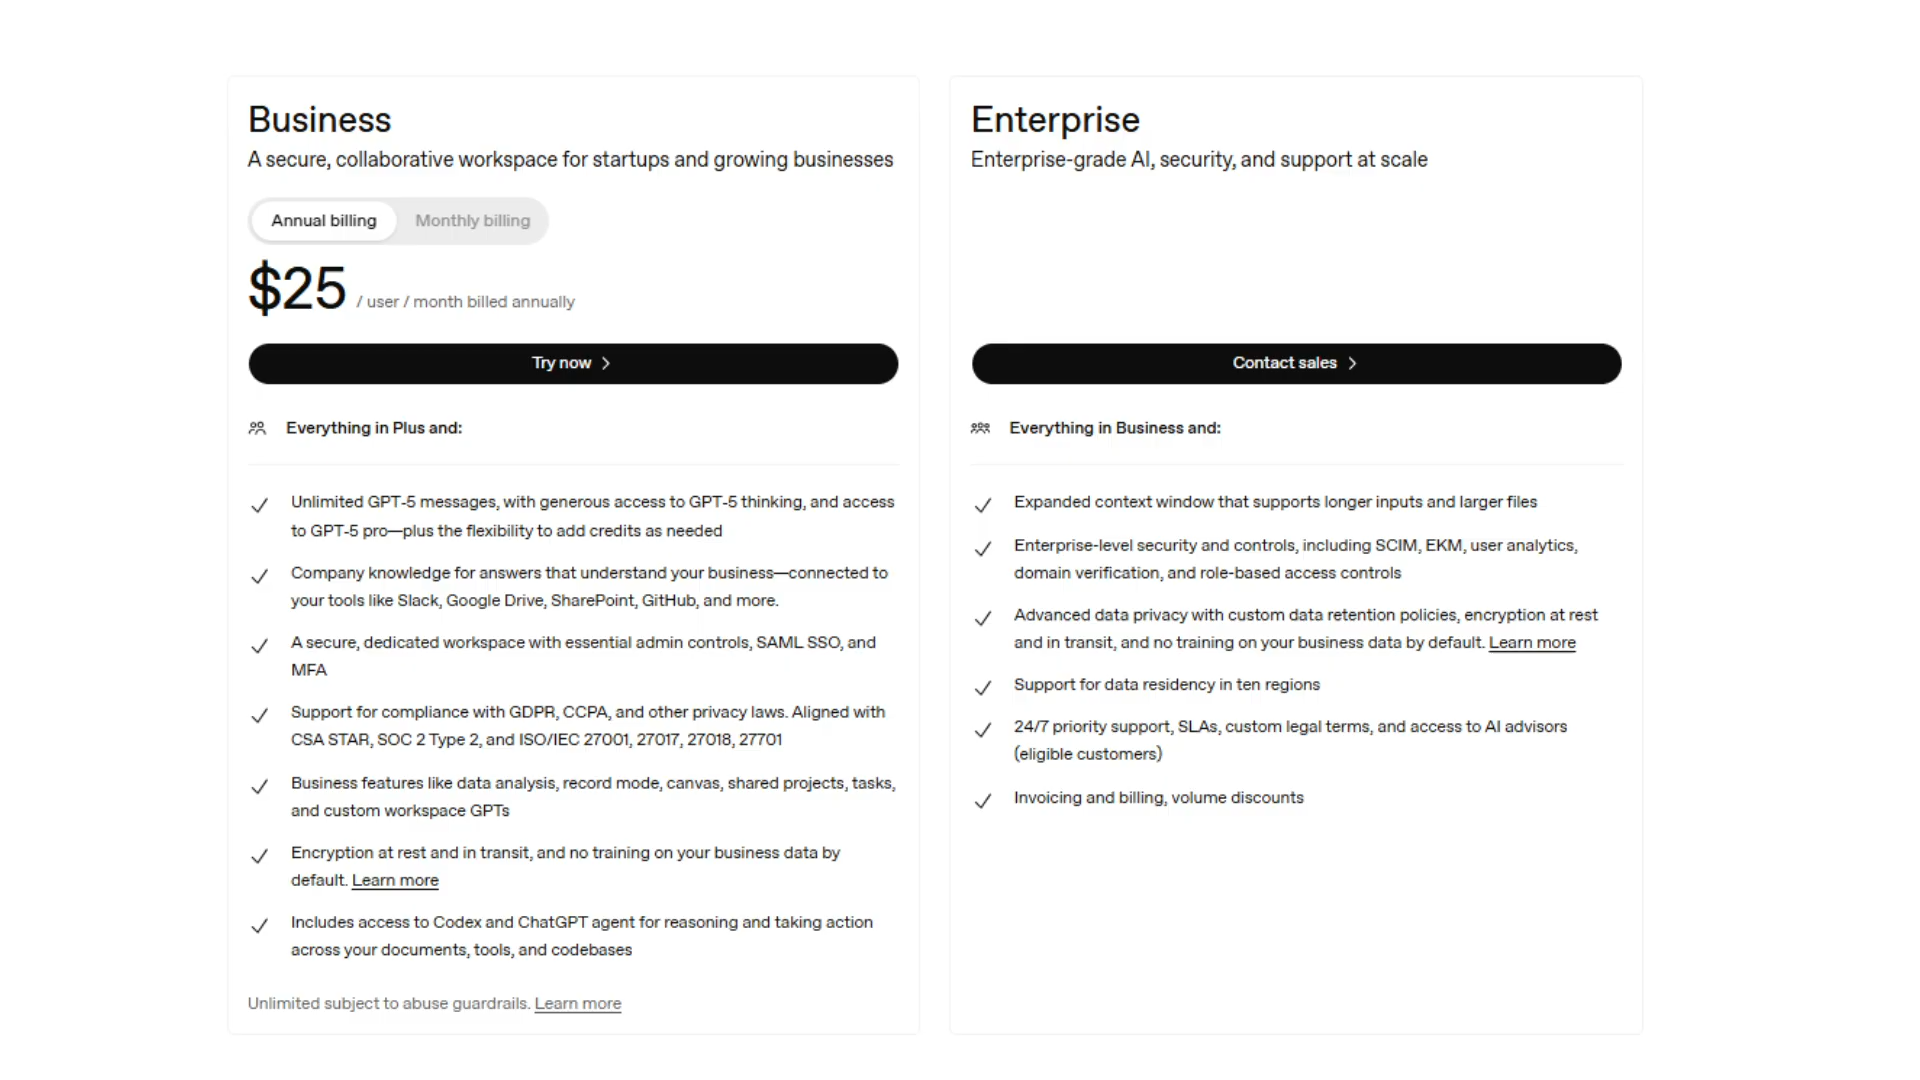 Business
A secure, collaborative workspace for startups and growing businesses
Annual billing
Monthly billing
$25 / user / month billed annually
Try now
Everything in Plus and:
Unlimited GPT-5 messages, with generous access to GPT-5 thinking, and access
to GPT-5 pro—plus the flexibility to add credits as needed
Company knowledge for answers that understand your business—connected to
your tools like Slack, Google Drive, SharePoint, GitHub, and more.
A secure, dedicated workspace with essential admin controls, SAML SSO, and
MFA
Support for compliance with GDPR, CCPA, and other privacy laws. Aligned with
CSA STAR, SOC 2 Type 2, and ISO/IEC 27001, 27017, 27018, 27701
Business features like data analysis, record mode, canvas, shared projects, tasks,
and custom workspace GPTs
Encryption at rest and in transit, and no training on your business data by
default. Learn more
Includes access to Codex and ChatGPT agent for reasoning and taking action
across your documents, tools, and codebases
Unlimited subject to abuse guardrails. Learn more
Enterprise
Enterprise-grade AI, security, and support at scale
Contact sales
Everything in Business and:
Expanded context window that supports longer inputs and larger files
Enterprise-level security and controls, including SCIM, EKM, user analytics,
domain verification, and role-based access controls
Advanced data privacy with custom data retention policies, encryption at rest
and in transit, and no training on your business data by default. Learn more
Support for data residency in ten regions
24/7 priority support, SLAs, custom legal terms, and access to AI advisors
(eligible customers)
Invoicing and billing, volume discounts